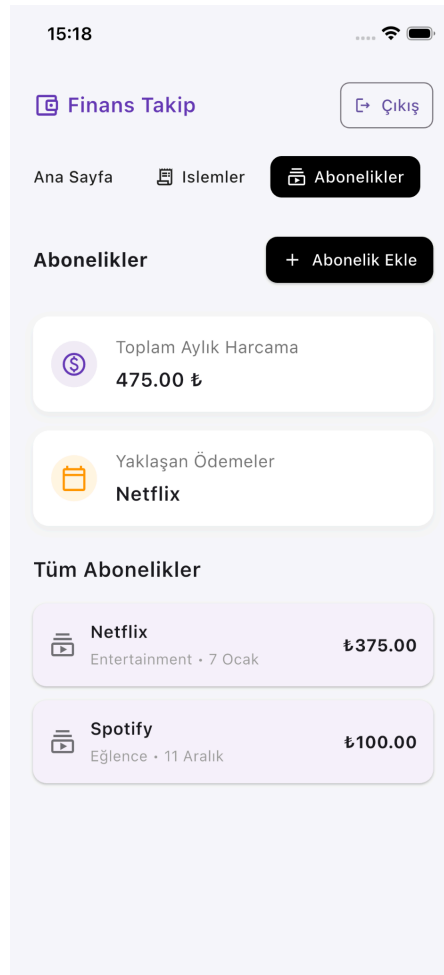 15:18
Finans Takip
Çıkış
Ana Sayfa Islemler Abonelikler
Abonelikler
+ Abonelik Ekle
Toplam Aylık Harcama
475.00 ₺
Yaklaşan Ödemeler
Netflix
Tüm Abonelikler
Netflix
Entertainment • 7 Ocak
₺375.00
Spotify
Eğlence • 11 Aralık
₺100.00